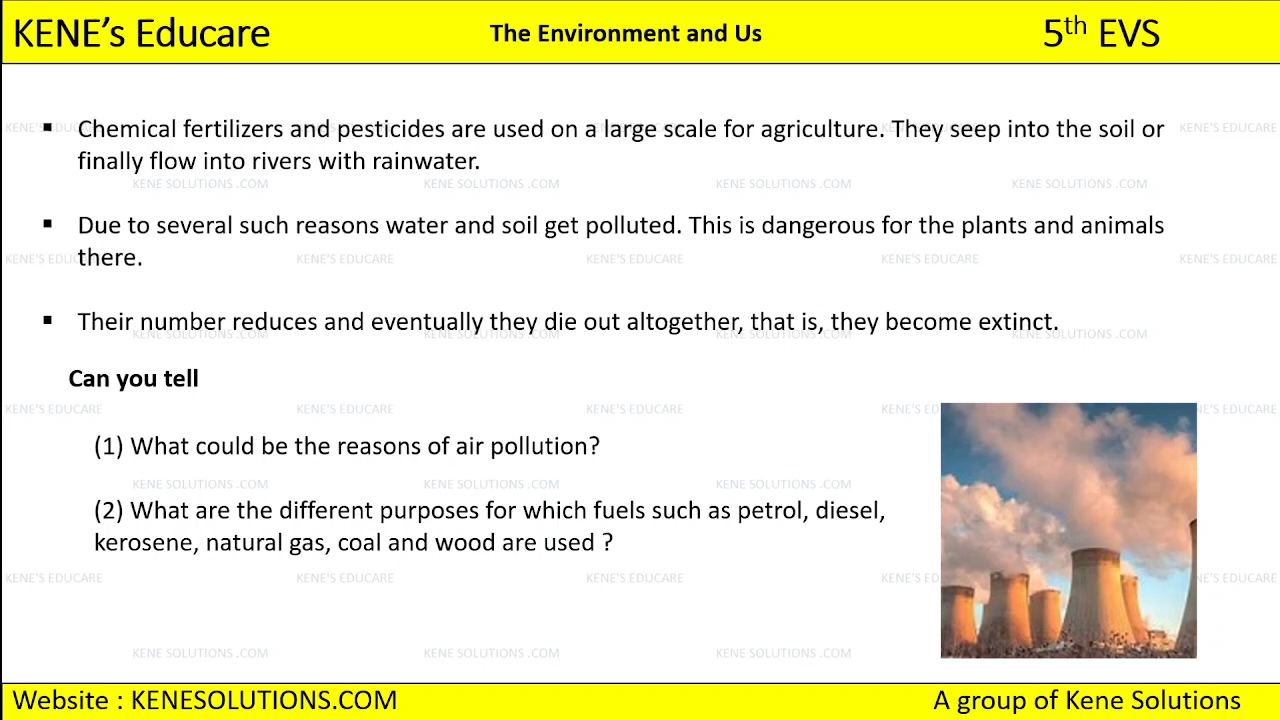 KENE's Educare
The Environment and Us
5th EVS
▪ Chemical fertilizers and pesticides are used on a large scale for agriculture. They seep into the soil or
finally flow into rivers with rainwater.
▪ Due to several such reasons water and soil get polluted. This is dangerous for the plants and animals
there.
▪ Their number reduces and eventually they die out altogether, that is, they become extinct.
Can you tell
(1) What could be the reasons of air pollution?
(2) What are the different purposes for which fuels such as petrol, diesel,
kerosene, natural gas, coal and wood are used ?
KENE'S EDUCARE
KENE SOLUTIONS .COM
Website : KENESOLUTIONS.COM
A group of Kene Solutions